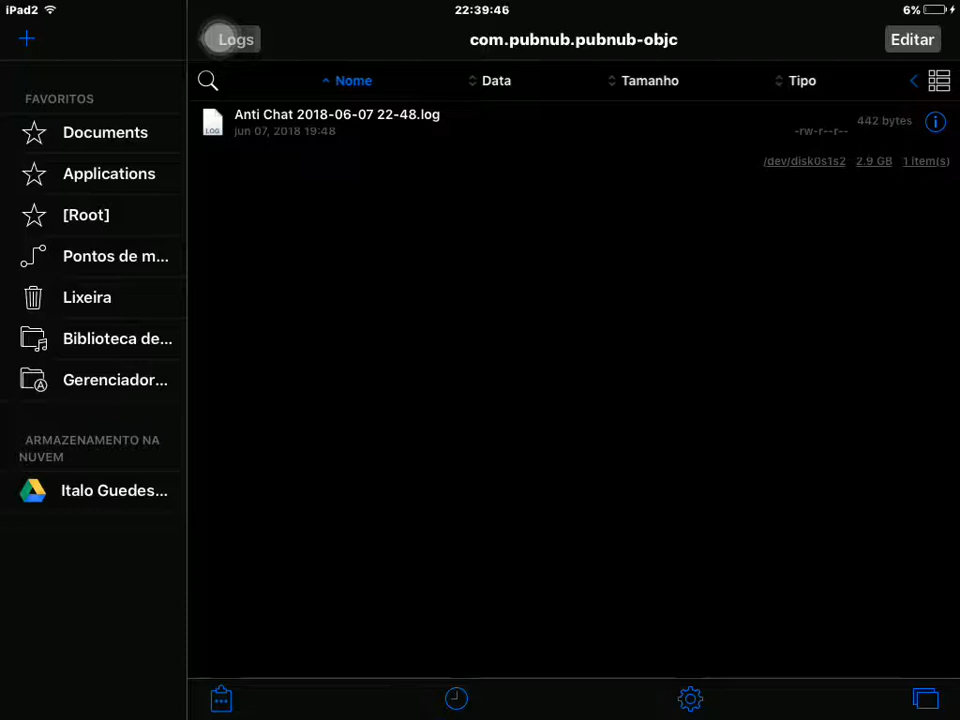 iPad2 22:39:46 6%
Logs com.pubnub.pubnub-objc Editar
Nome Data Tamanho Tipo
FAVORITOS
Documents
Applications
[Root]
Pontos de m...
Lixeira
Biblioteca de...
Gerenciador...
ARMAZENAMENTO NA
NUVEM
Italo Guedes...
Anti Chat 2018-06-07 22-48.log
jun 07, 2018 19:48
-rw-r--r-- 442 bytes
/dev/disk0s1s2 2.9 GB 1 item(s)
LOG